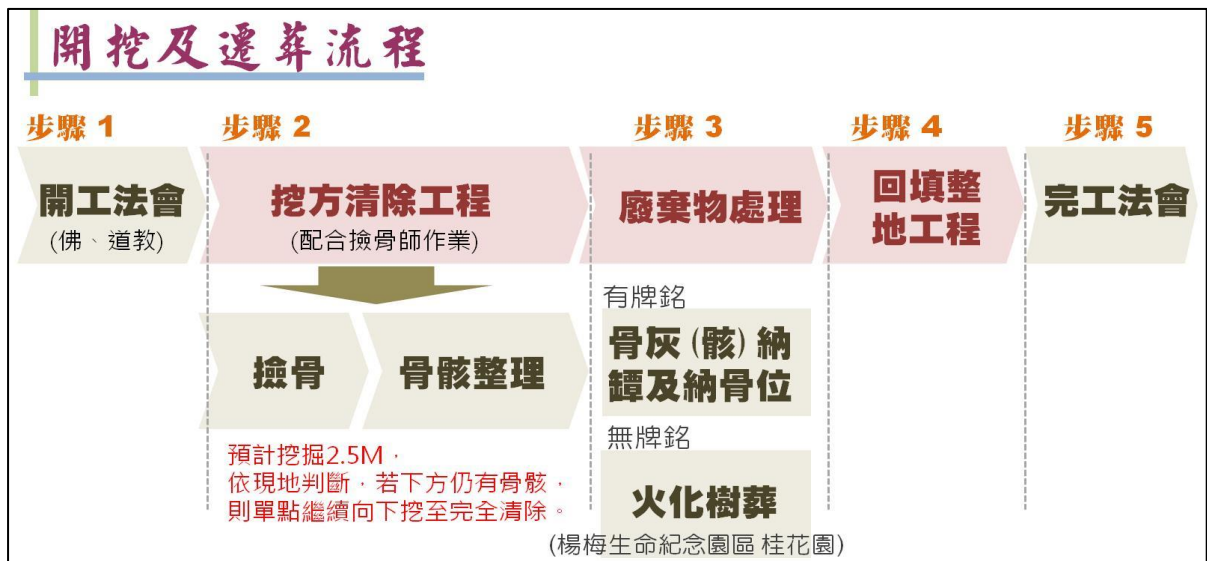 開挖及遷葬流程
步驟 1
步驟 2
步驟 3
步驟 4
步驟 5
開工法會
(佛、道教)
挖方清除工程
(配合撿骨師作業)
廢棄物處理
回填整
地工程
完工法會
撿骨
骨骸整理
有牌銘
骨灰(骸)納
罈及納骨位
無牌銘
火化樹葬
(楊梅生命紀念園區 桂花園)
預計挖掘2.5M，
依現地判斷，若下方仍有骨骸，
則單點繼續向下挖至完全清除。